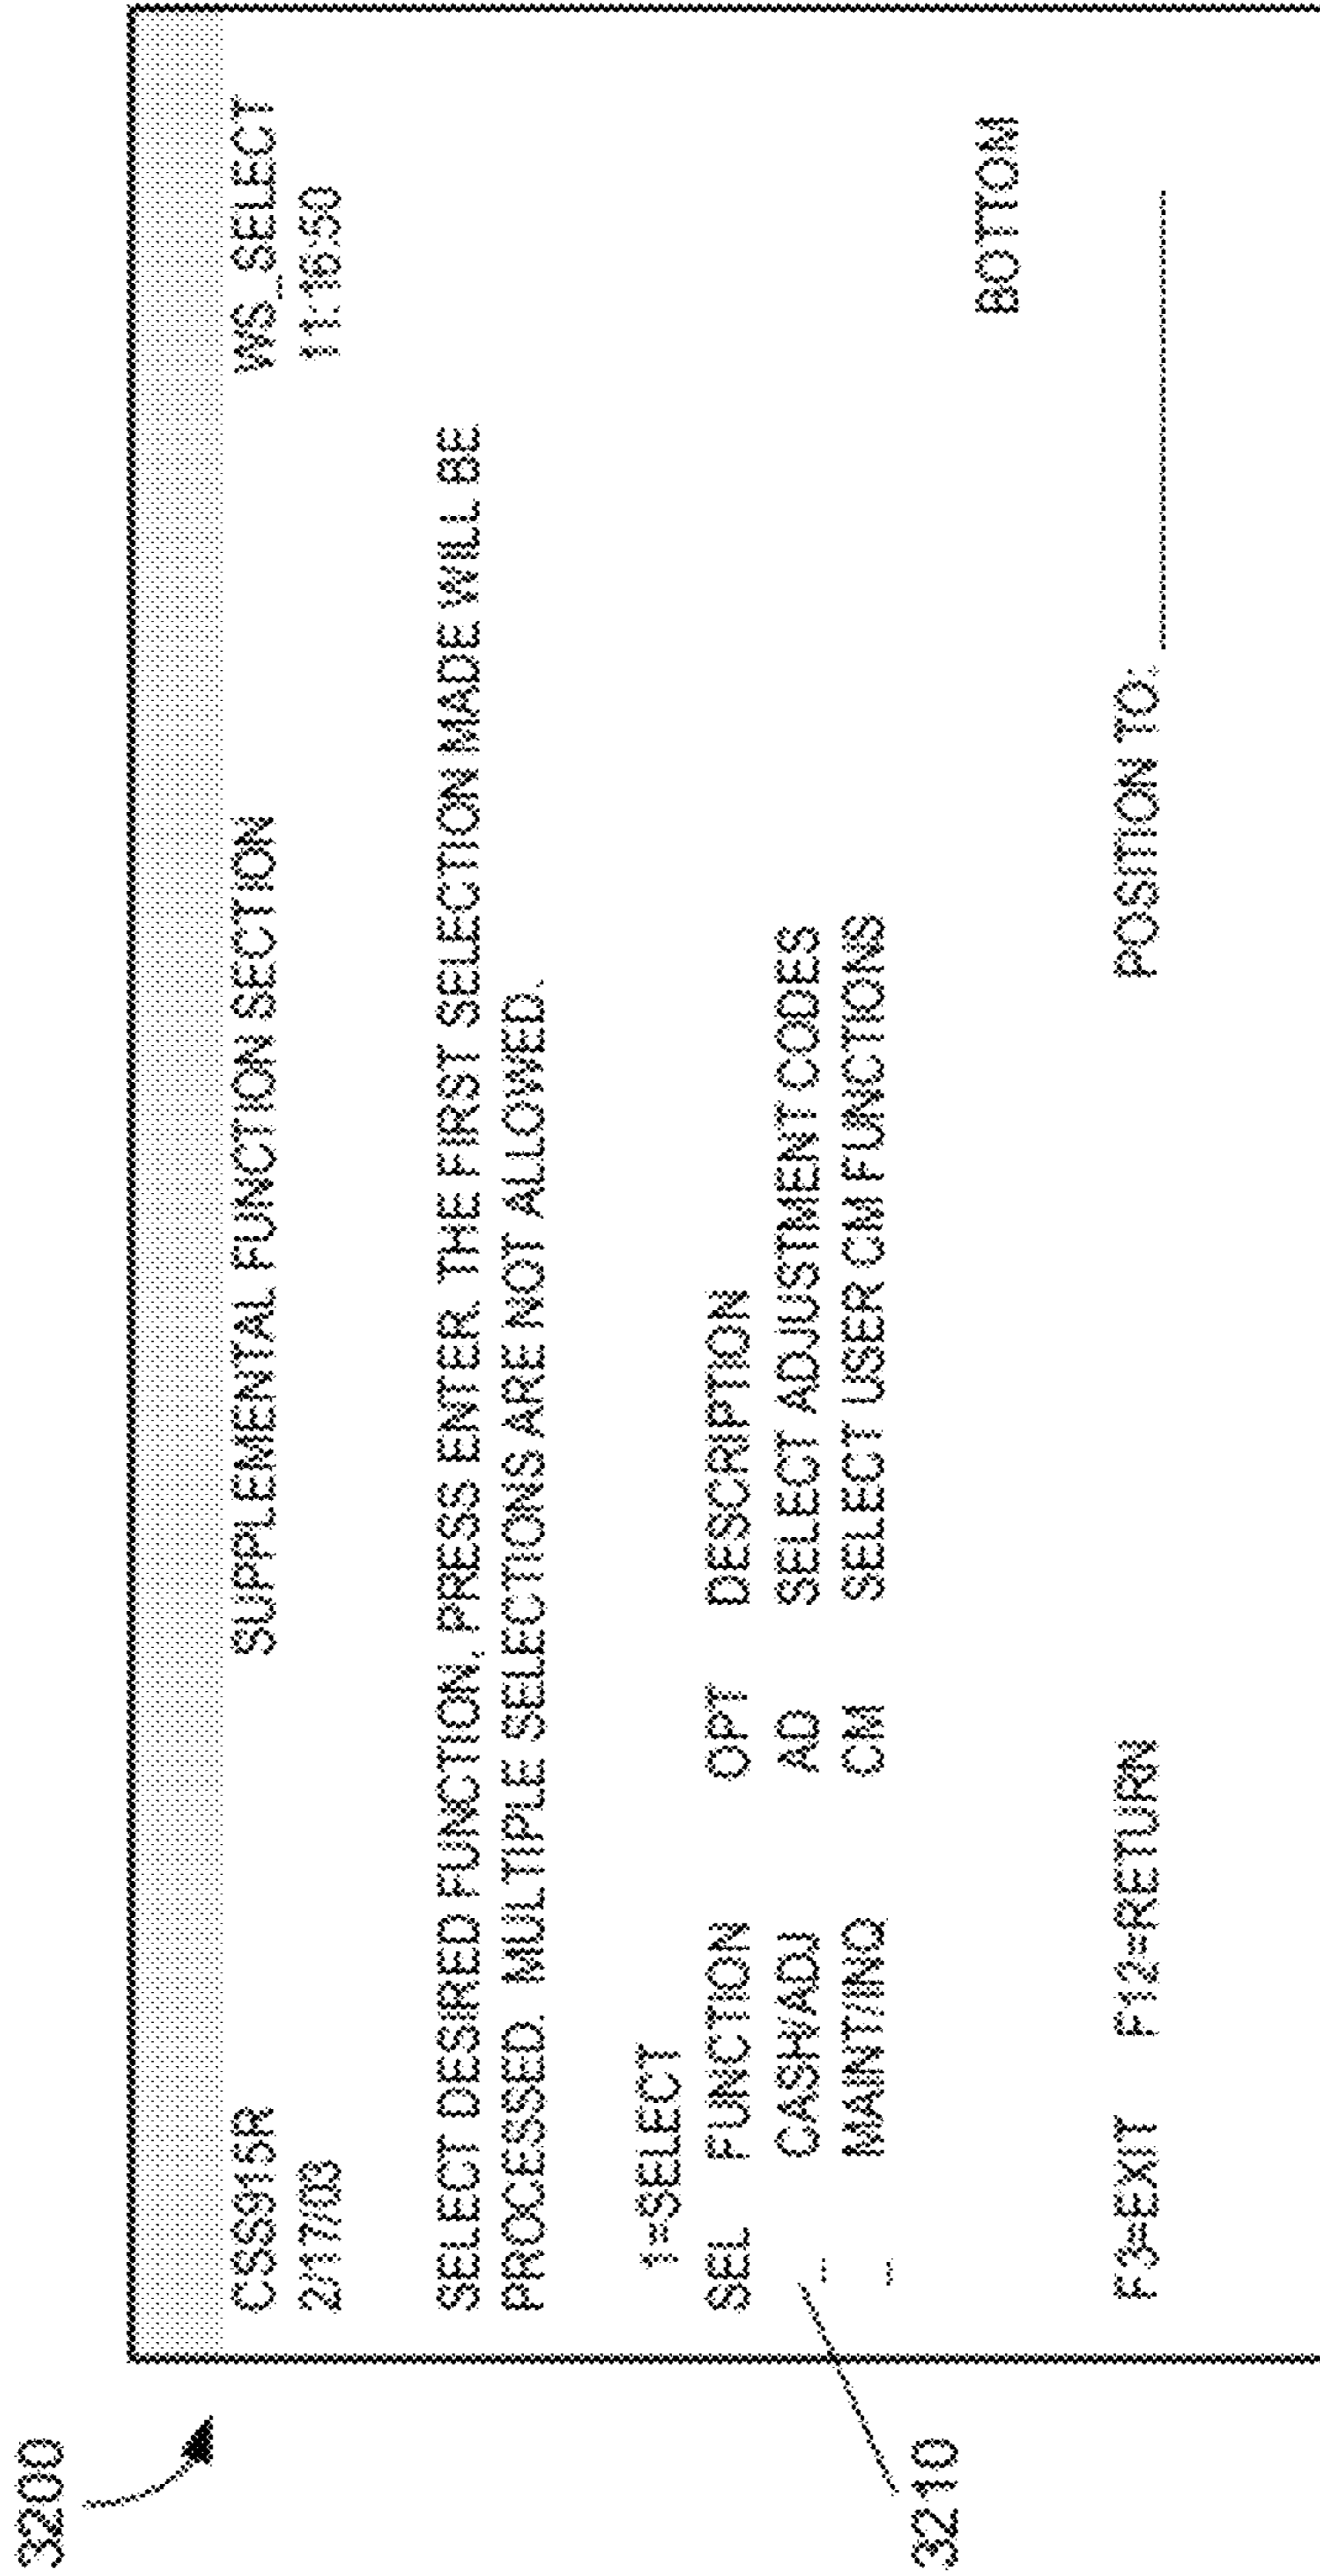 3200
CSS915R SUPPLEMENTAL FUNCTION SECTION WS_SELECT
2/17/03 11:16:50
SELECT DESIRED FUNCTION, PRESS ENTER. THE FIRST SELECTION MADE WILL BE
PROCESSED. MULTIPLE SELECTIONS ARE NOT ALLOWED.
1=SELECT
SEL FUNCTION OPT DESCRIPTION
_ CASH/ADJ AD SELECT ADJUSTMENT CODES
_ MAINT/INQ CM SELECT USER CM FUNCTIONS
BOTTOM
3210
F3=EXIT F12=RETURN POSITION TO: ____________